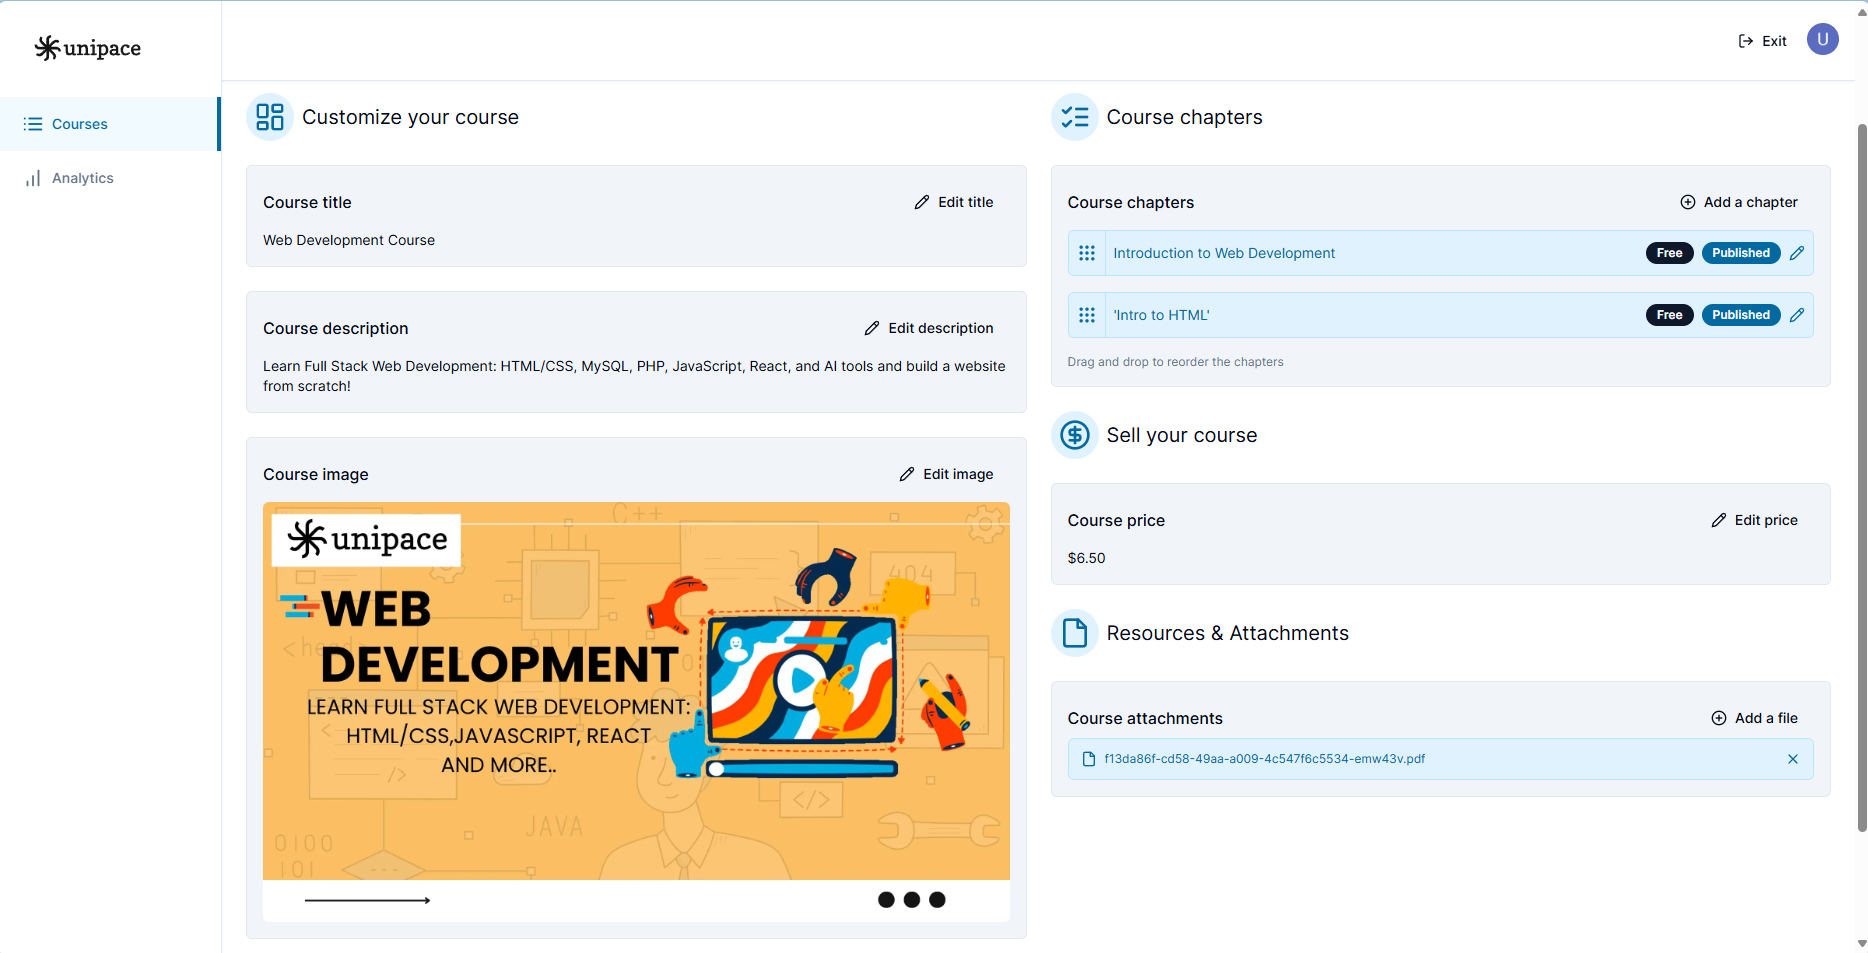 unipace
Exit
U
Courses
Analytics
Customize your course
Course title
Edit title
Web Development Course
Course description
Edit description
Learn Full Stack Web Development: HTML/CSS, MySQL, PHP, JavaScript, React, and AI tools and build a website
from scratch!
Course image
Edit image
C++
unipace
404
WEB
<head
DEVELOPMENT
LEARN FULL STACK WEB DEVELOPMENT:
HTML/CSS,JAVASCRIPT, REACT
AND MORE..
/>
</>
JAVA
0100
101
Course chapters
Course chapters
Add a chapter
Introduction to Web Development
Free
Published
'Intro to HTML'
Free
Published
Drag and drop to reorder the chapters
Sell your course
Course price
Edit price
$6.50
Resources & Attachments
Course attachments
Add a file
f13da86f-cd58-49aa-a009-4c547f6c5534-emw43v.pdf